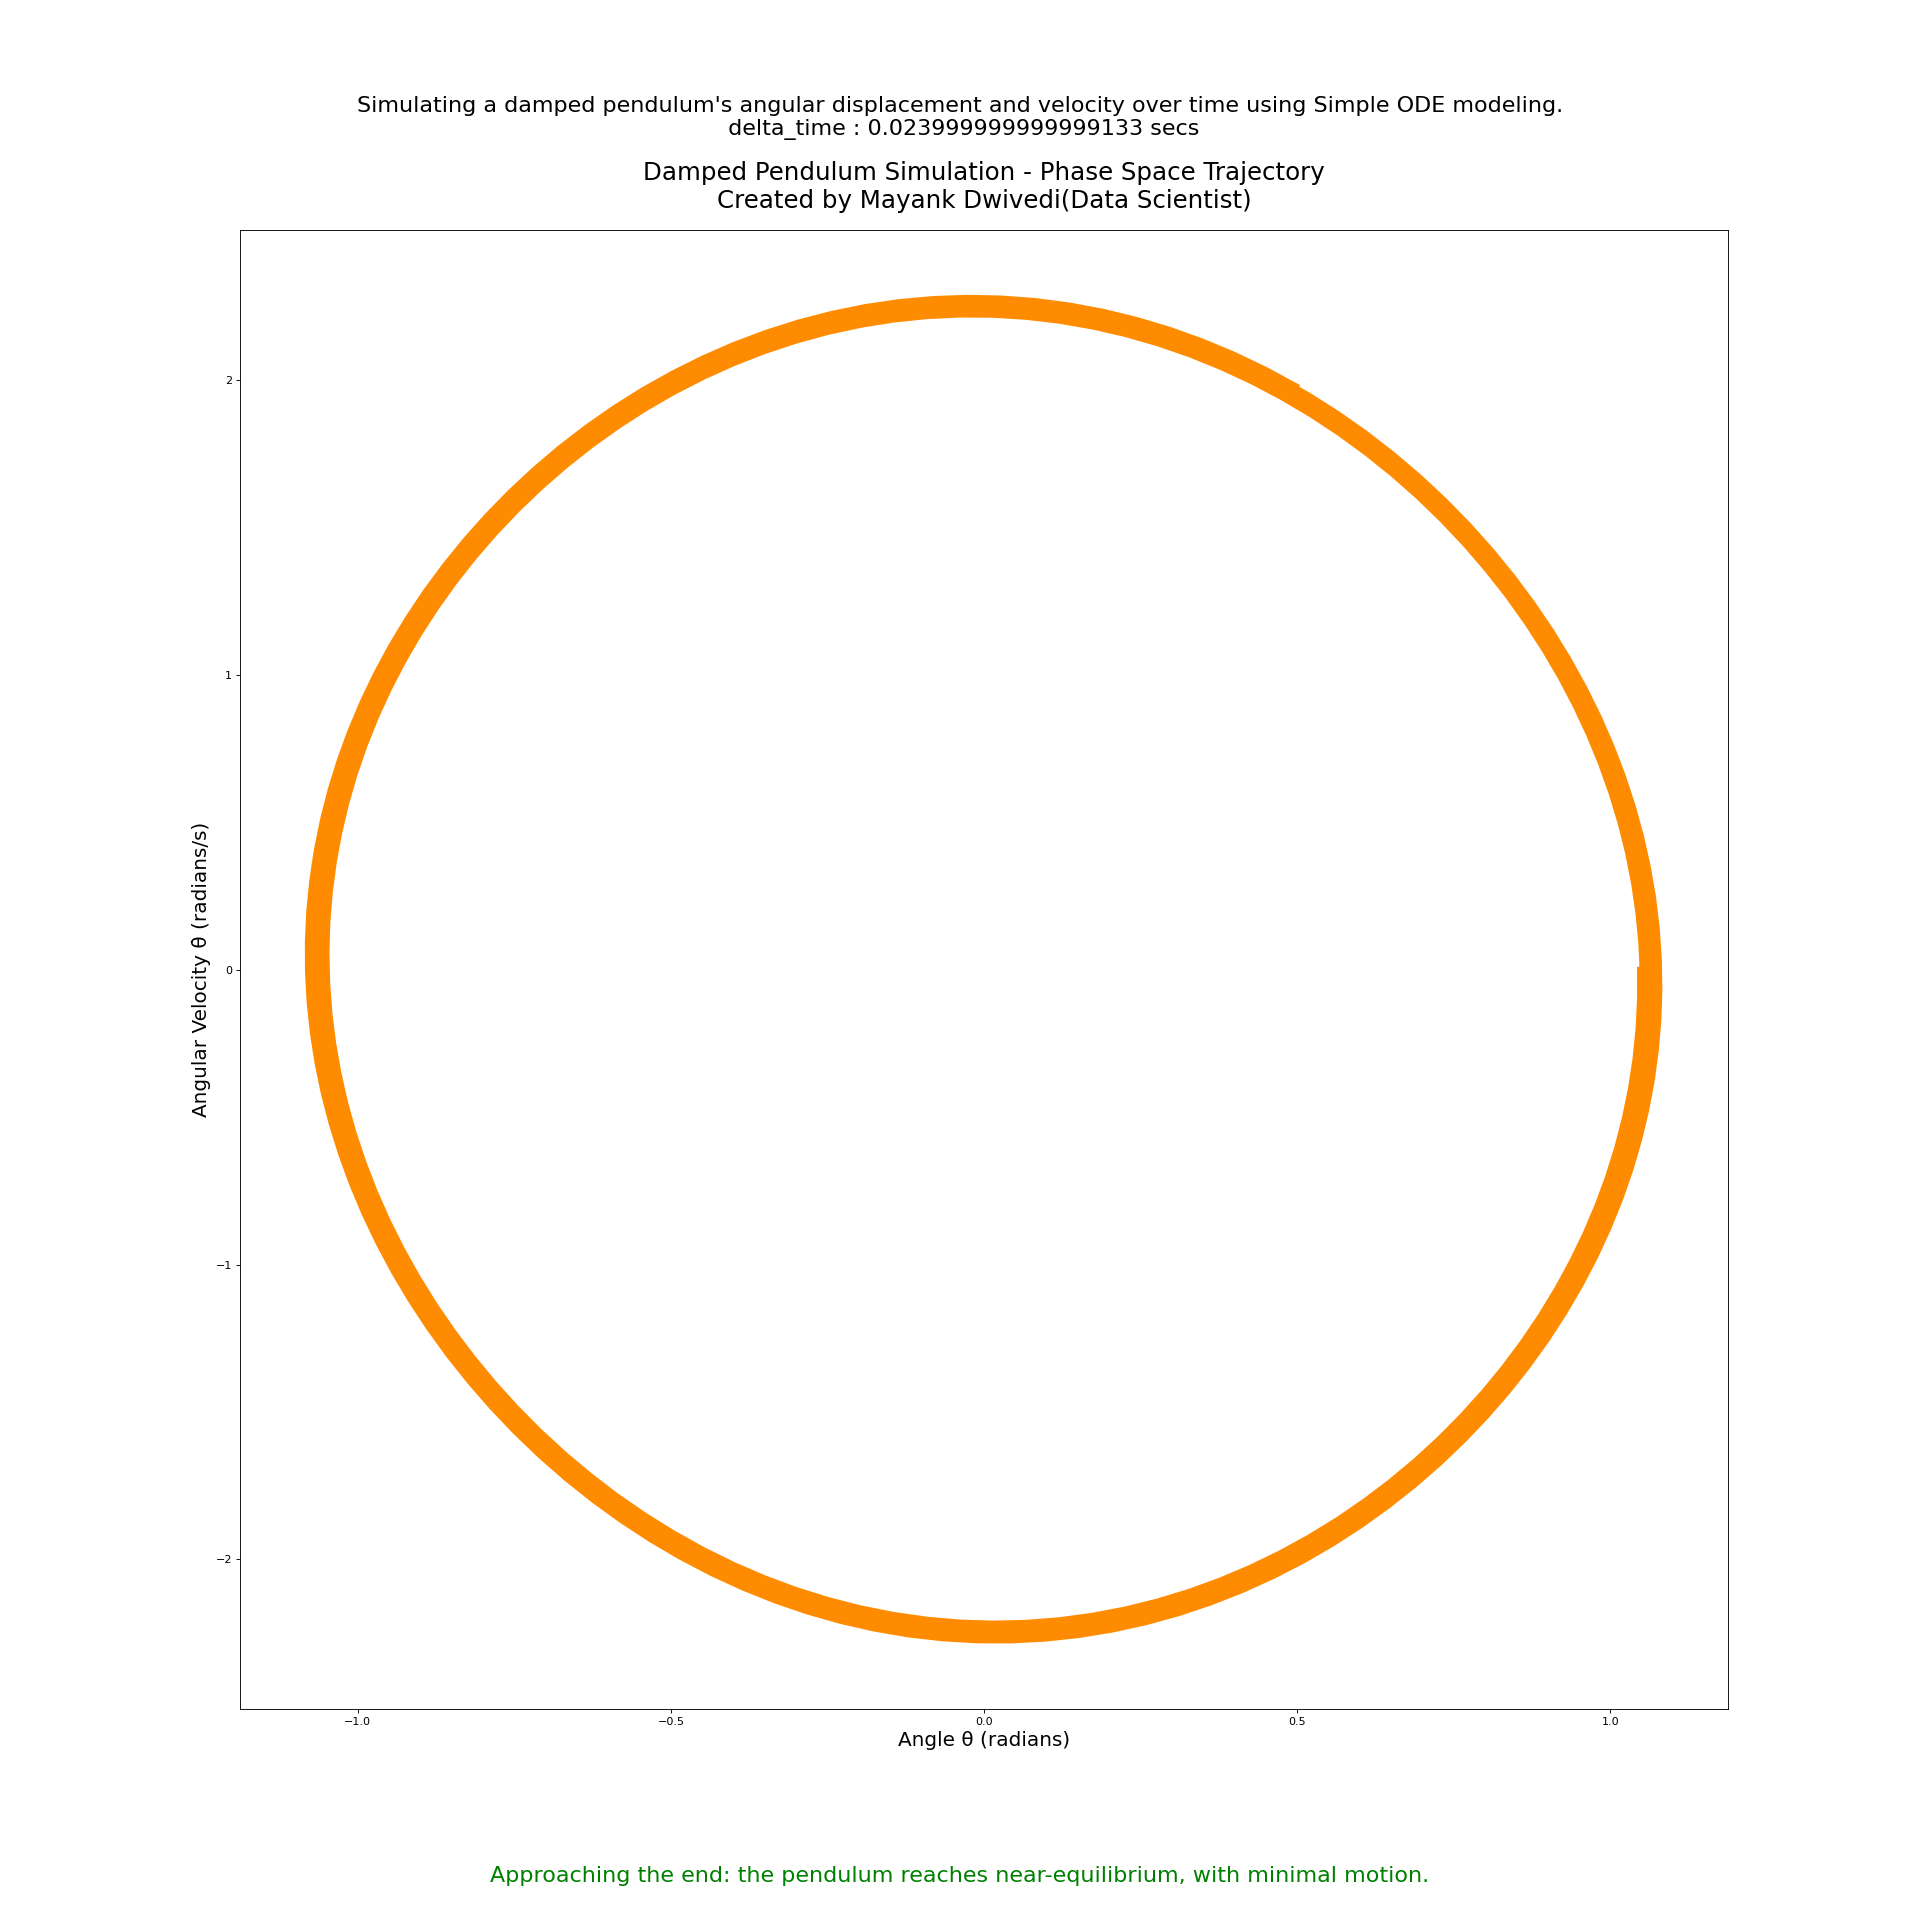 Simulating a damped pendulum's angular displacement and velocity over time using Simple ODE modeling.
delta_time : 0.023999999999999133 secs
Damped Pendulum Simulation - Phase Space Trajectory
Created by Mayank Dwivedi(Data Scientist)
Angular Velocity θ (radians/s)
2
1
0
−1
−2
−1.0
−0.5
0.0
0.5
1.0
Angle θ (radians)
Approaching the end: the pendulum reaches near-equilibrium, with minimal motion.